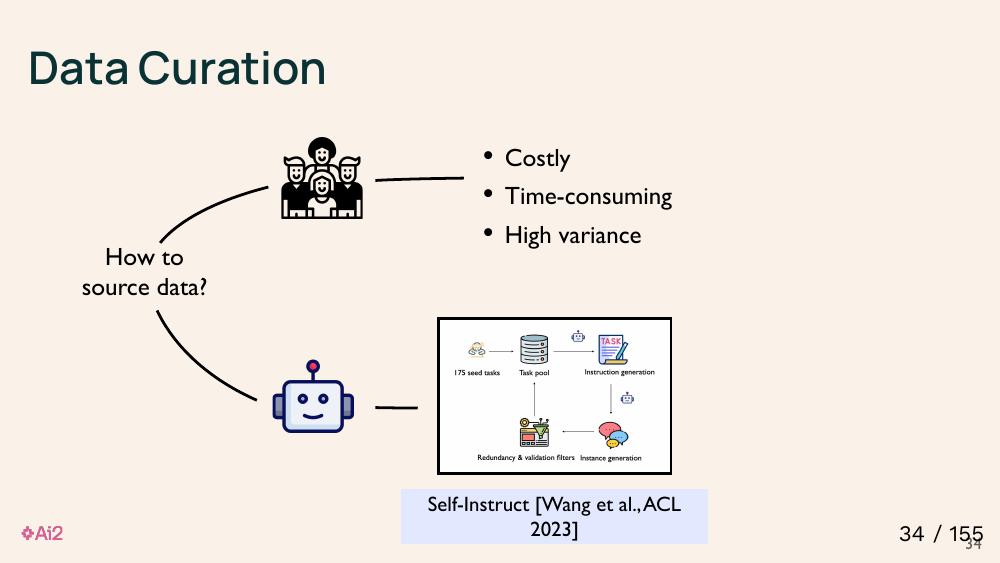 Data Curation
How to
source data?
• Costly
• Time-consuming
• High variance
TASK
175 seed tasks
Task pool
Instruction generation
Redundancy & validation filters
Instance generation
Self-Instruct [Wang et al., ACL
2023]
Ai2
34 / 155
34